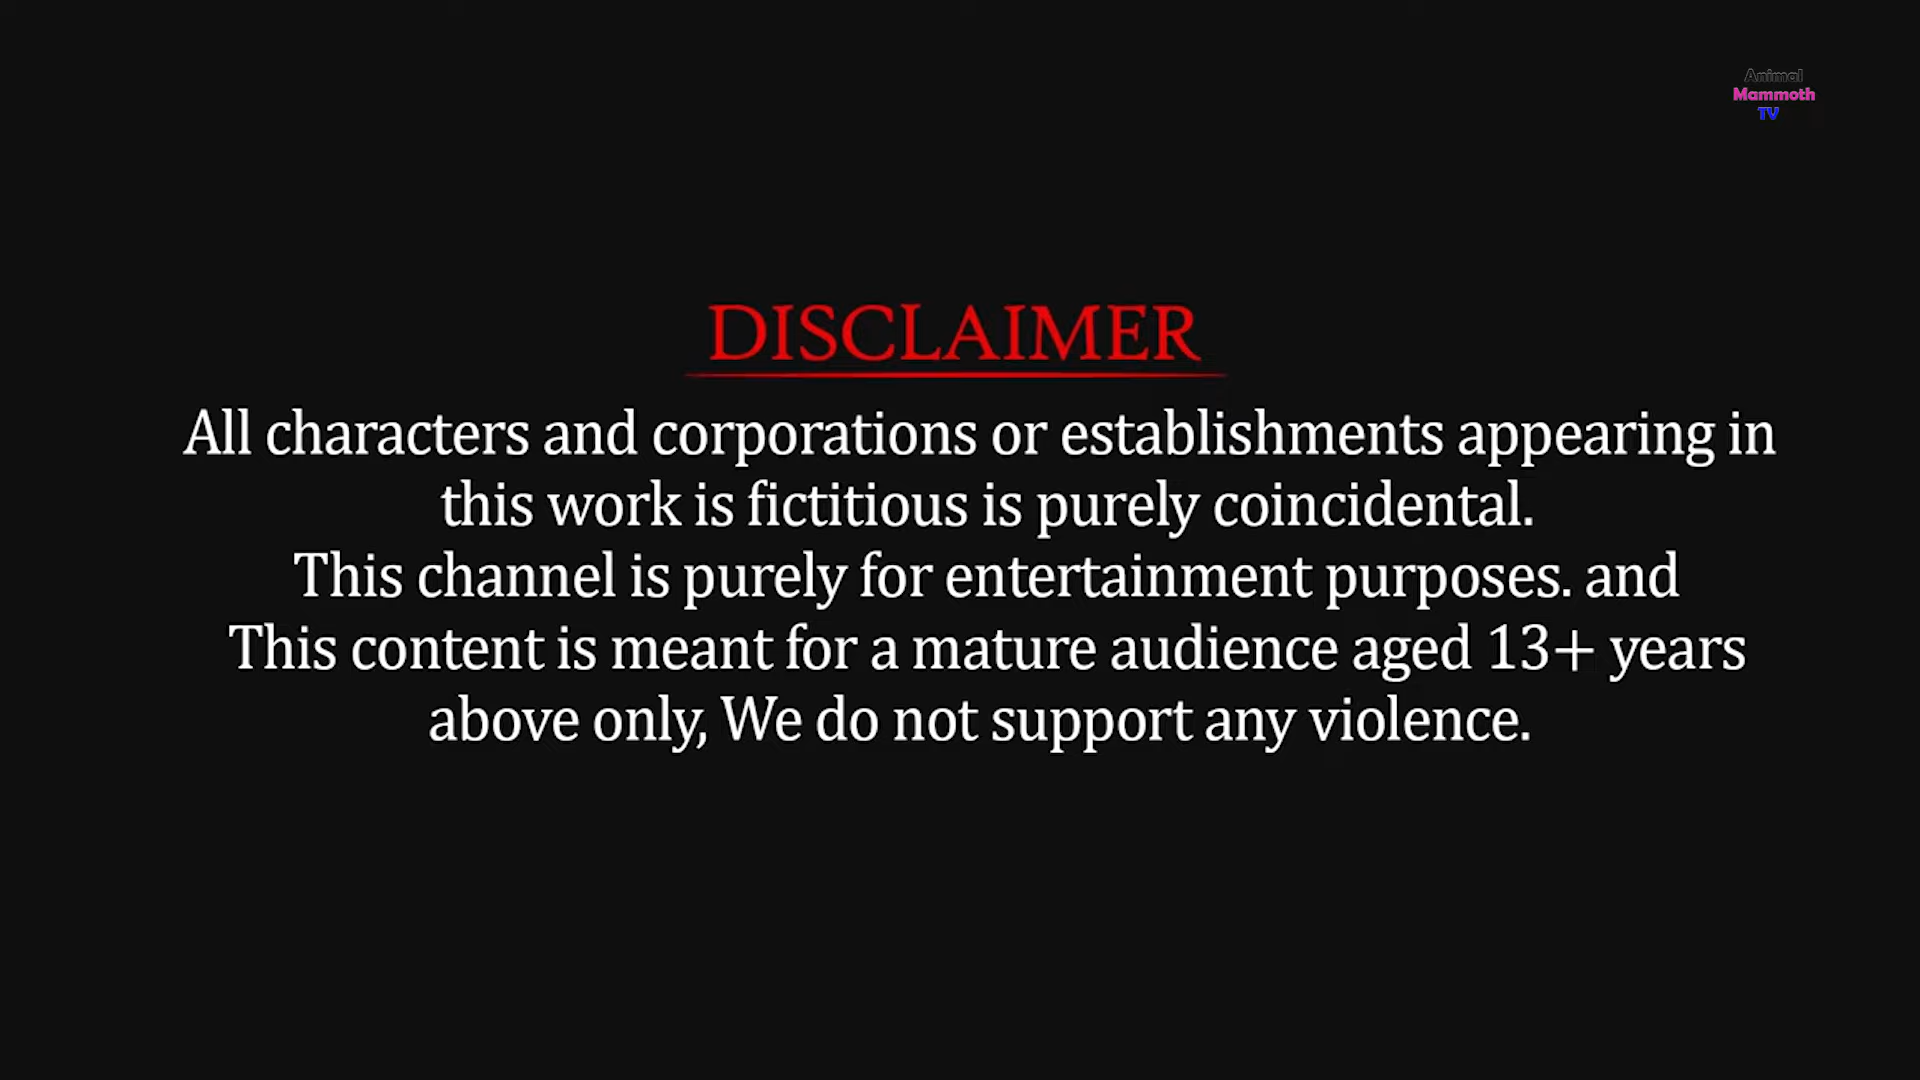 Animal
Mammoth
TV
DISCLAIMER
All characters and corporations or establishments appearing in
this work is fictitious is purely coincidental.
This channel is purely for entertainment purposes. and
This content is meant for a mature audience aged 13+ years
above only, We do not support any violence.